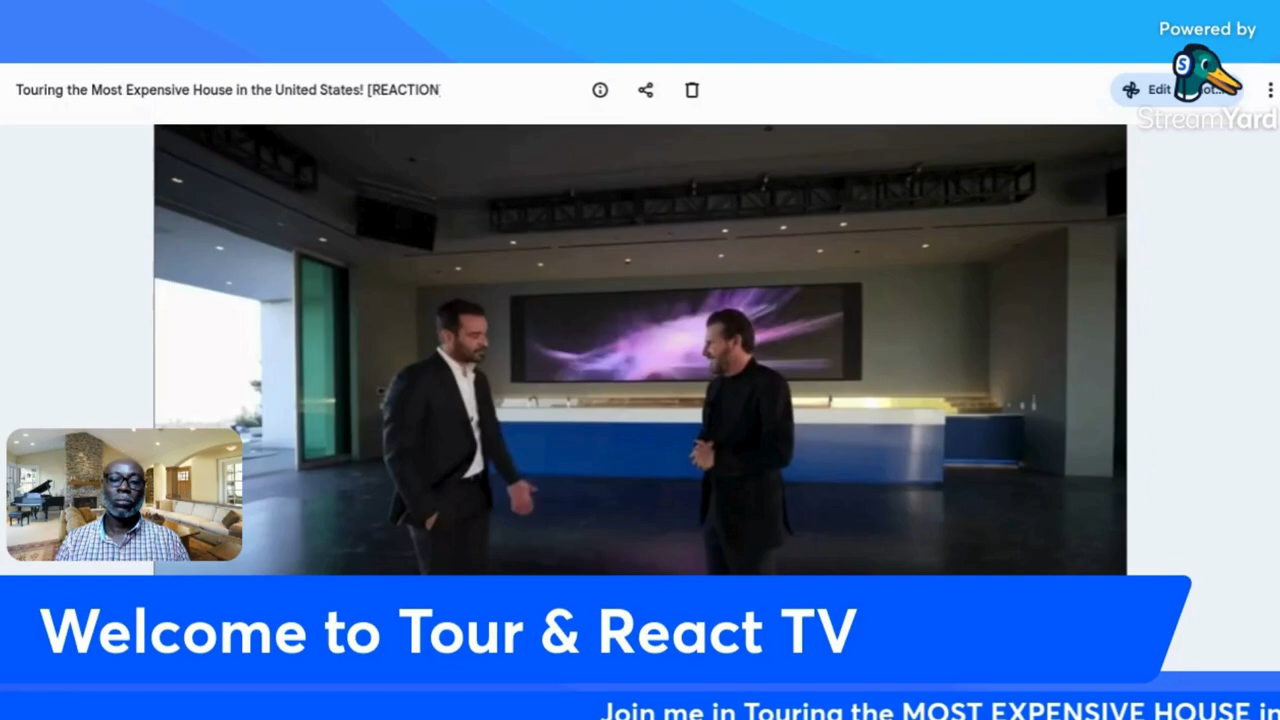 Powered by
Touring the Most Expensive House in the United States! [REACTION
Edit
StreamYard
Welcome to Tour & React TV
Join me in Touring the MOST EXPENSIVE HOUSE in